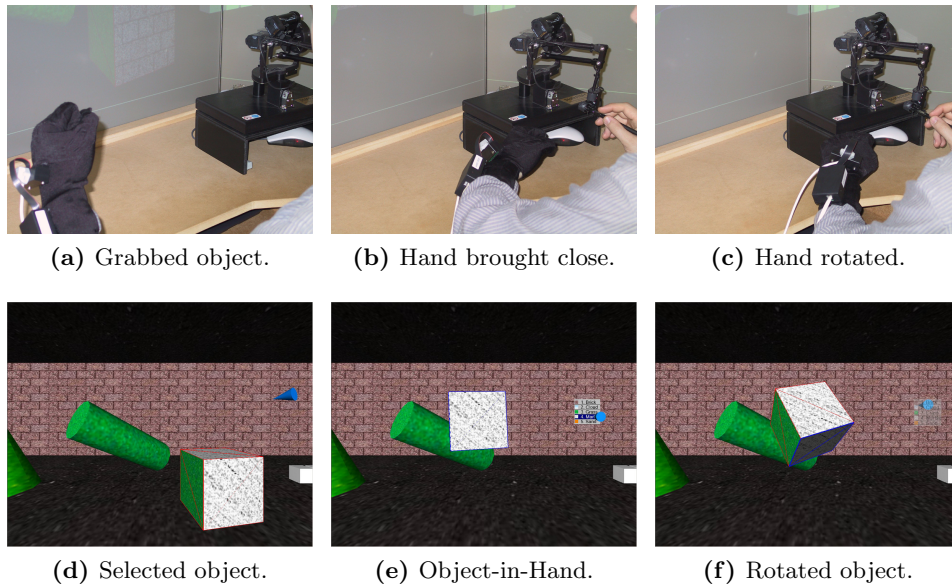 (a) Grabbed object.
(b) Hand brought close.
(c) Hand rotated.
(d) Selected object.
(e) Object-in-Hand.
(f) Rotated object.